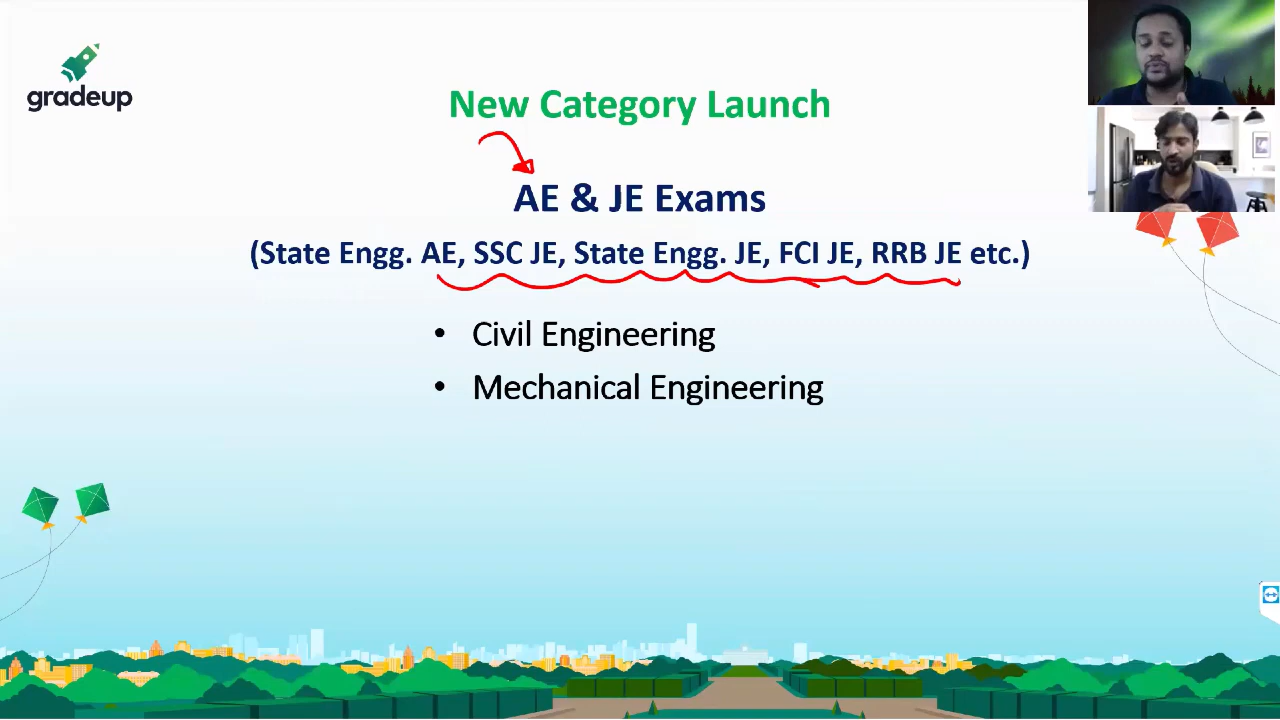 gradeup
New Category Launch
AE & JE Exams
(State Engg. AE, SSC JE, State Engg. JE, FCI JE, RRB JE etc.)
• Civil Engineering
• Mechanical Engineering